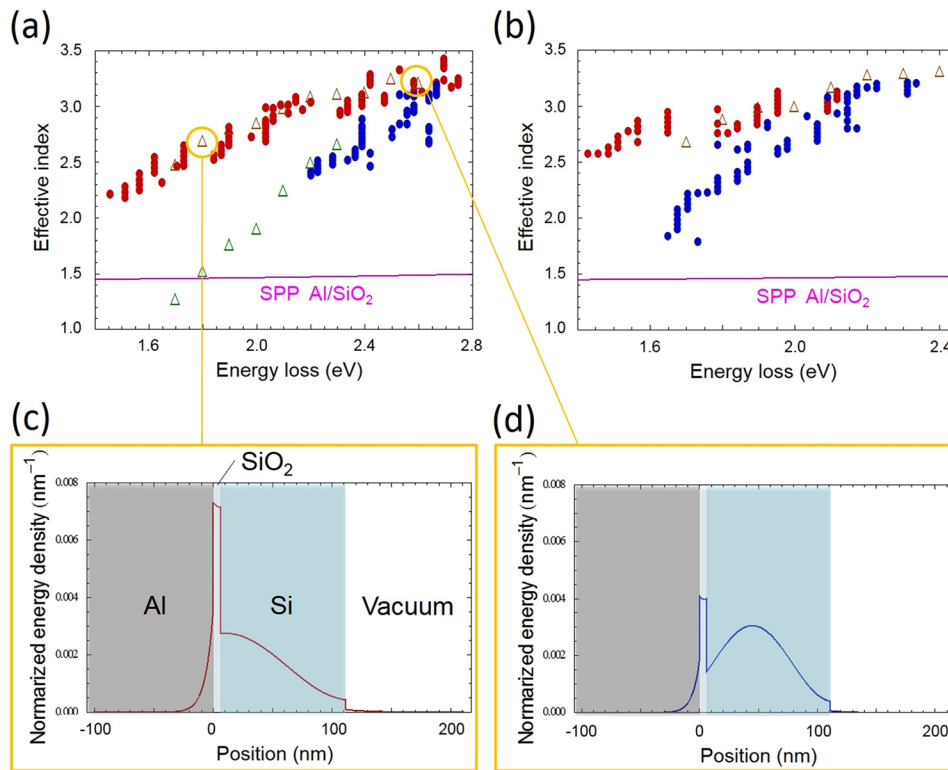 (a)
3.5
3.0
2.5
2.0
1.5
1.0
Effective index
SPP Al/SiO₂
1.6 2.0 2.4 2.8
Energy loss (eV)
(b)
3.5
3.0
2.5
2.0
1.5
1.0
Effective index
SPP Al/SiO₂
1.6 2.0 2.4
Energy loss (eV)
(c)
SiO₂
0.008
0.006
0.004
0.002
0.000
Normarized energy density (nm⁻¹)
Al Si Vacuum
-100 0 100 200
Position (nm)
(d)
0.008
0.006
0.004
0.002
0.000
Normarized energy density (nm⁻¹)
-100 0 100 200
Position (nm)